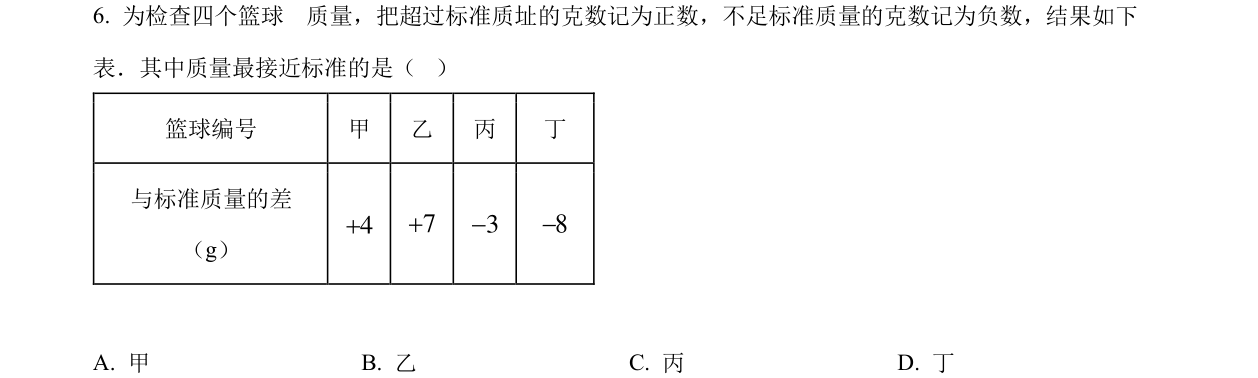 6. 为检查四个篮球 质量，把超过标准质址的克数记为正数，不足标准质量的克数记为负数，结果如下
表．其中质量最接近标准的是（ ）
篮球编号 甲 乙 丙 丁
与标准质量的差
（g） +4 +7 −3 −8
A. 甲 B. 乙 C. 丙 D. 丁